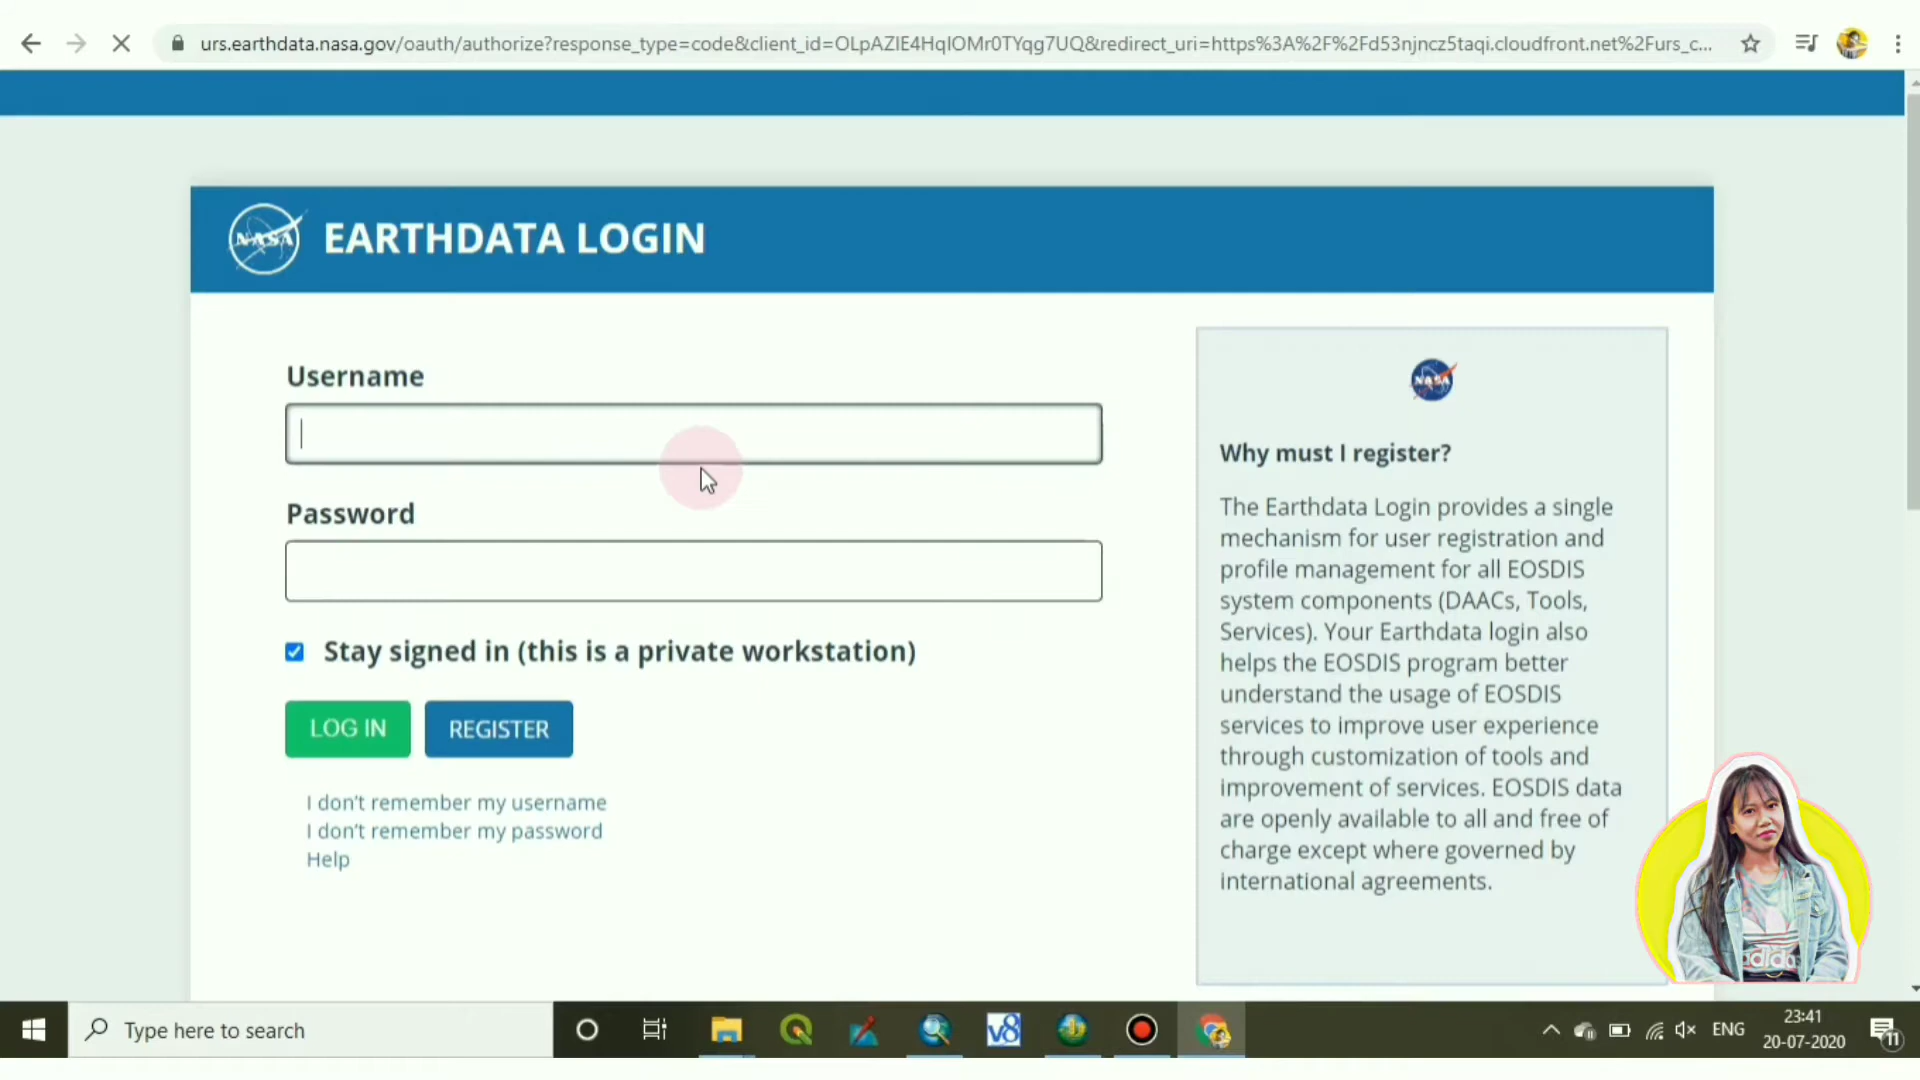 urs.earthdata.nasa.gov/oauth/authorize?response_type=code&client_id=OLpAZIE4HqIOMr0TYqg7UQ&redirect_uri=https%3A%2F%2Fd53njncz5taqi.cloudfront.net%2Furs_c...
NASA EARTHDATA LOGIN
Username
Password
Stay signed in (this is a private workstation)
LOG IN REGISTER
I don't remember my username
I don't remember my password
Help
NASA
Why must I register?
The Earthdata Login provides a single
mechanism for user registration and
profile management for all EOSDIS
system components (DAACs, Tools,
Services). Your Earthdata login also
helps the EOSDIS program better
understand the usage of EOSDIS
services to improve user experience
through customization of tools and
improvement of services. EOSDIS data
are openly available to all and free of
charge except where governed by
international agreements.
adidas
Type here to search
v8
ENG
23:41
20-07-2020
11